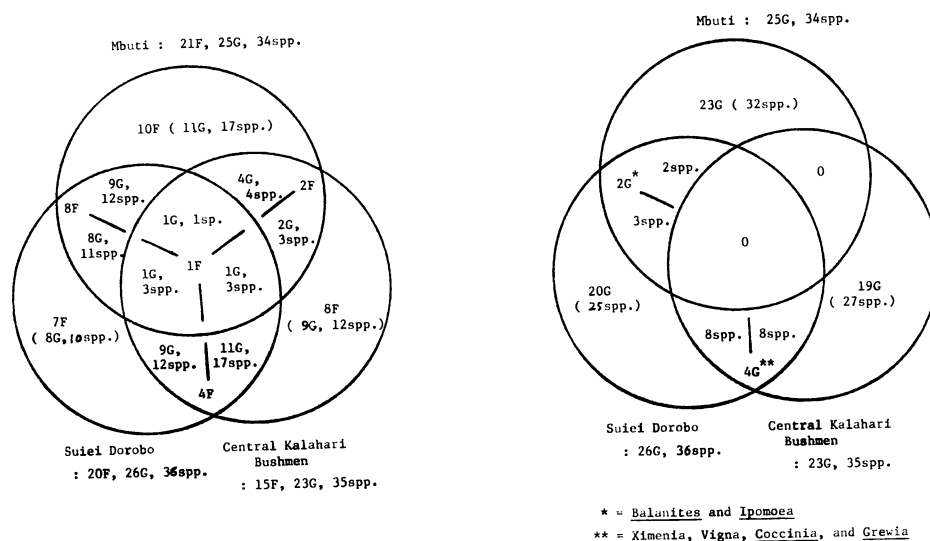 Mbuti : 21F, 25G, 34spp.
10F ( 11G, 17spp.)
9G,
12spp.
8F
8G,
11spp.
4G,
4spp.
2F
2G,
3spp.
1G, 1sp.
1F
1G,
3spp.
1G,
3spp.
7F
( 8G,10spp.)
8F
( 9G, 12spp.)
9G,
12spp.
11G,
17spp.
4F
Suiei Dorobo
: 20F, 26G, 36spp.
Central Kalahari
Bushmen
: 15F, 23G, 35spp.
Mbuti : 25G, 34spp.
23G ( 32spp.)
2spp.
2G*
3spp.
0
0
20G
( 25spp.)
19G
( 27spp.)
8spp.
8spp.
4G**
Suiei Dorobo
: 26G, 36spp.
Central Kalahari
Bushmen
: 23G, 35spp.
* = Balanites and Ipomoea
** = Ximenia, Vigna, Coccinia, and Grewia